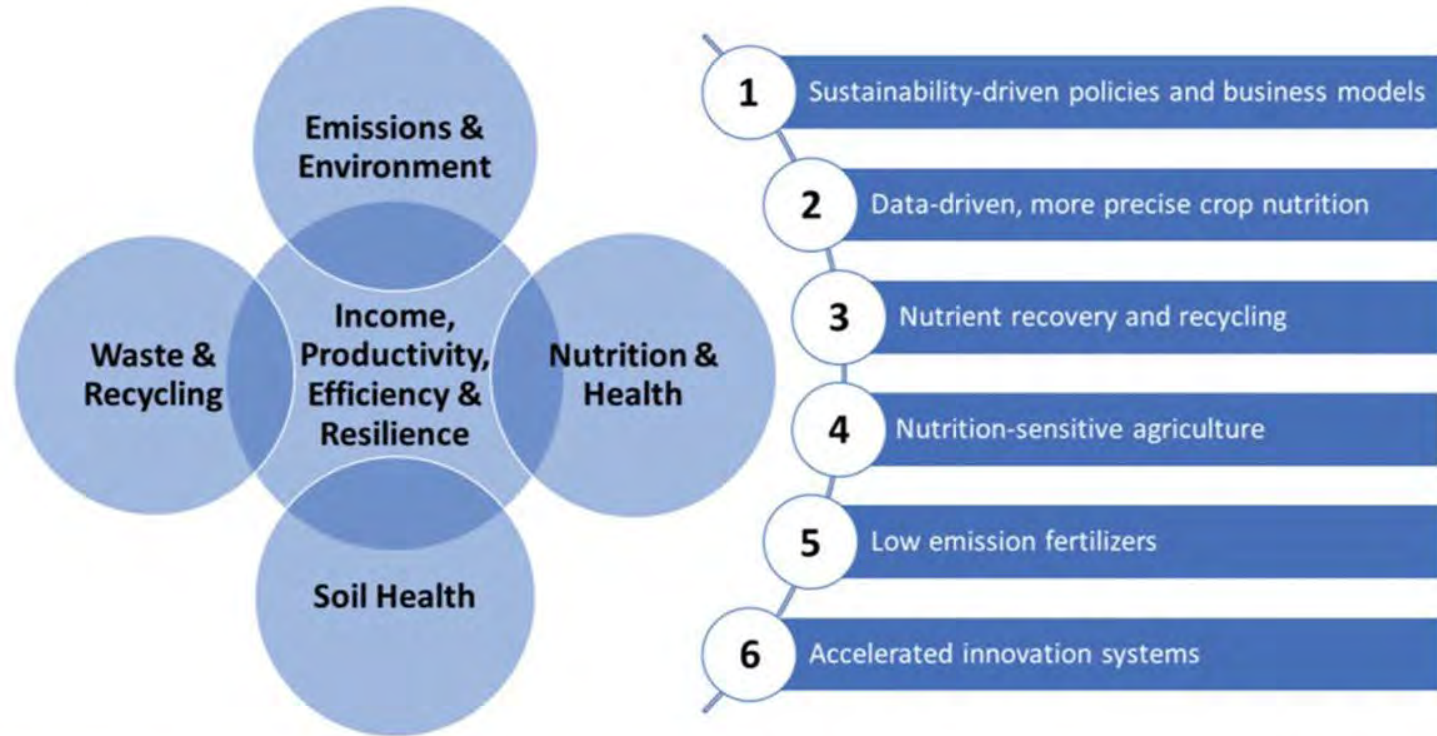 Emissions &
Environment
Waste &
Recycling
Income,
Productivity,
Efficiency &
Resilience
Nutrition &
Health
Soil Health
1 Sustainability-driven policies and business models
2 Data-driven, more precise crop nutrition
3 Nutrient recovery and recycling
4 Nutrition-sensitive agriculture
5 Low emission fertilizers
6 Accelerated innovation systems